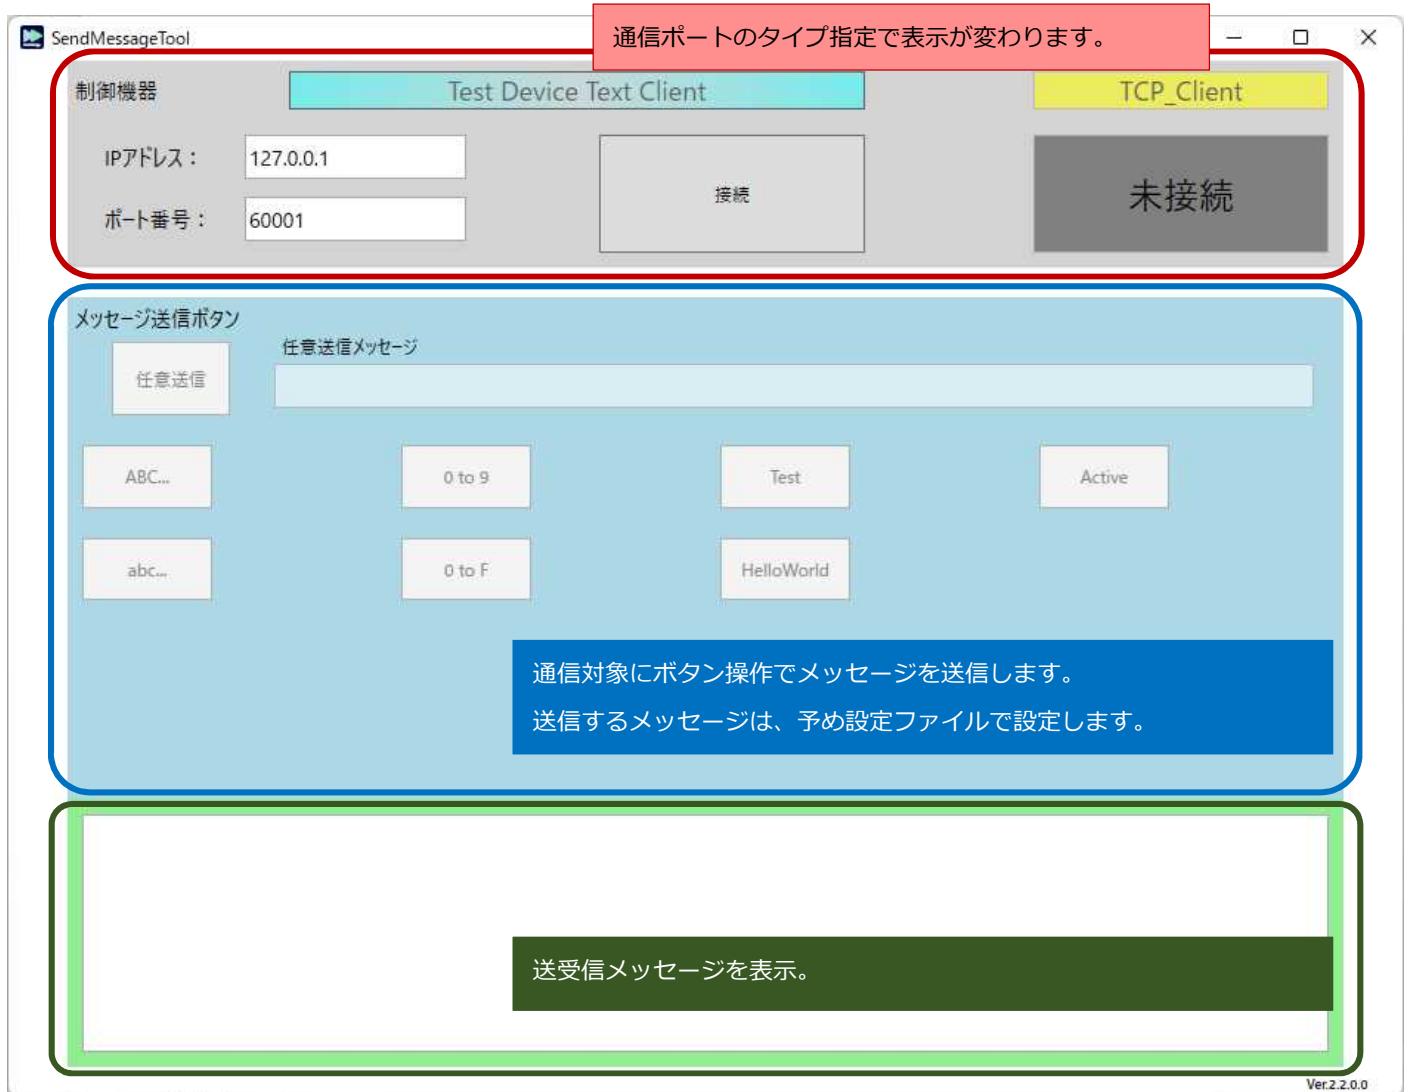 SendMessageTool
通信ポートのタイプ指定で表示が変わります。
制御機器
Test Device Text Client
TCP_Client
IPアドレス：
127.0.0.1
接続
未接続
ポート番号：
60001
メッセージ送信ボタン
任意送信メッセージ
任意送信
ABC...
0 to 9
Test
Active
abc...
0 to F
HelloWorld
通信対象にボタン操作でメッセージを送信します。
送信するメッセージは、予め設定ファイルで設定します。
送受信メッセージを表示。
Ver.2.2.0.0